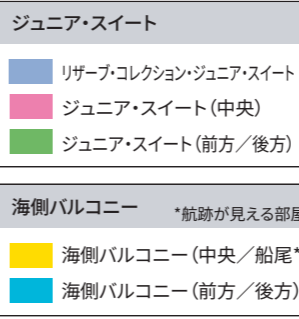 ジュニア・スイート
リザーブ・コレクション・ジュニア・スイート
ジュニア・スイート(中央)
ジュニア・スイート(前方／後方)
海側バルコニー *航跡が見える部屋
海側バルコニー(中央／船尾*
海側バルコニー(前方／後方)